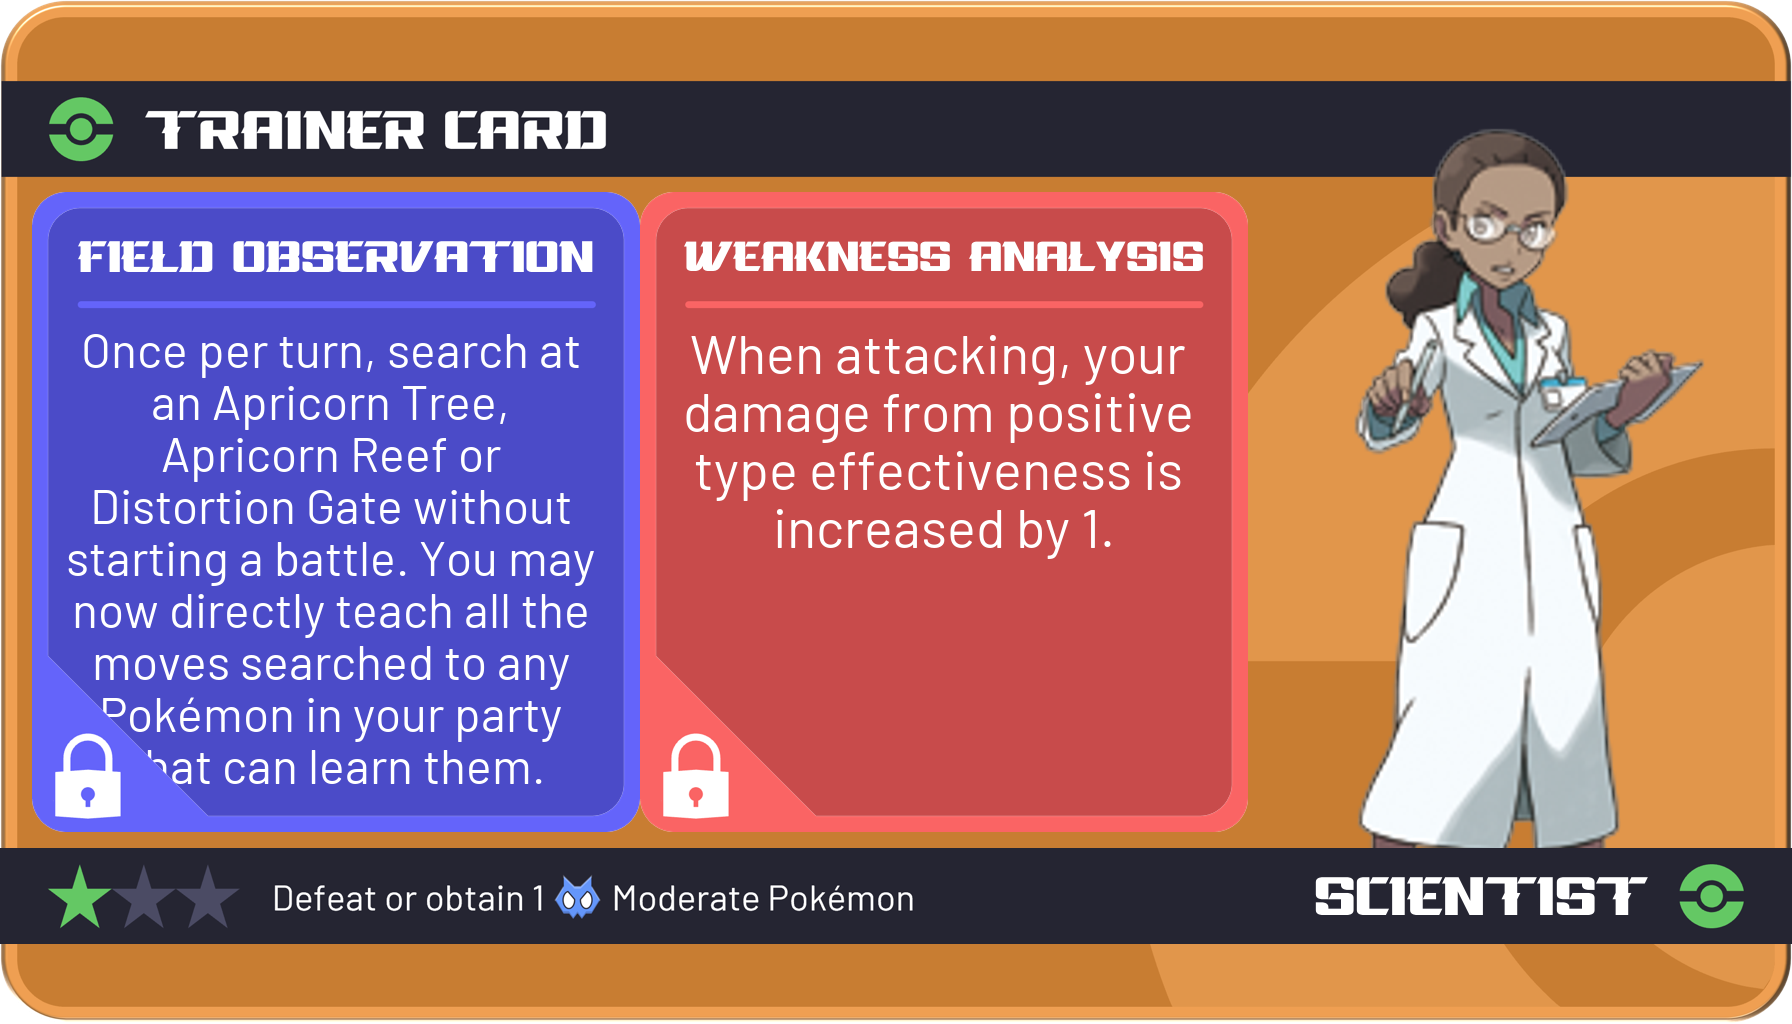 TRAINER CARD
FIELD OBSERVATION
Once per turn, search at
an Apricorn Tree,
Apricorn Reef or
Distortion Gate without
starting a battle. You may
now directly teach all the
moves searched to any
Pokémon in your party
that can learn them.
WEAKNESS ANALYSIS
When attacking, your
damage from positive
type effectiveness is
increased by 1.
Defeat or obtain 1 Moderate Pokémon
SCIENTIST